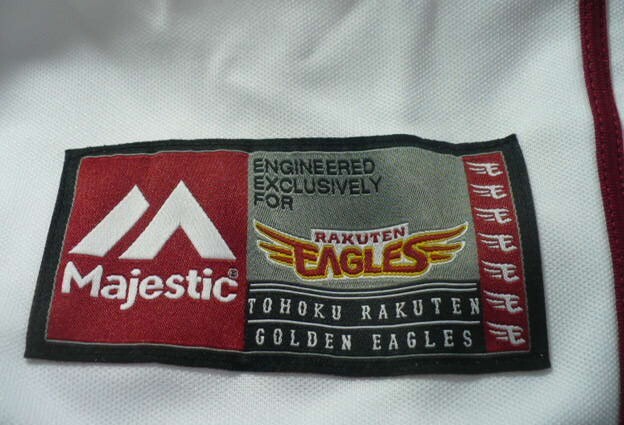 Majestic®
ENGINEERED
EXCLUSIVELY
FOR
RAKUTEN
EAGLES
TOHOKU RAKUTEN
GOLDEN EAGLES
E
E
E
E
E
E
E